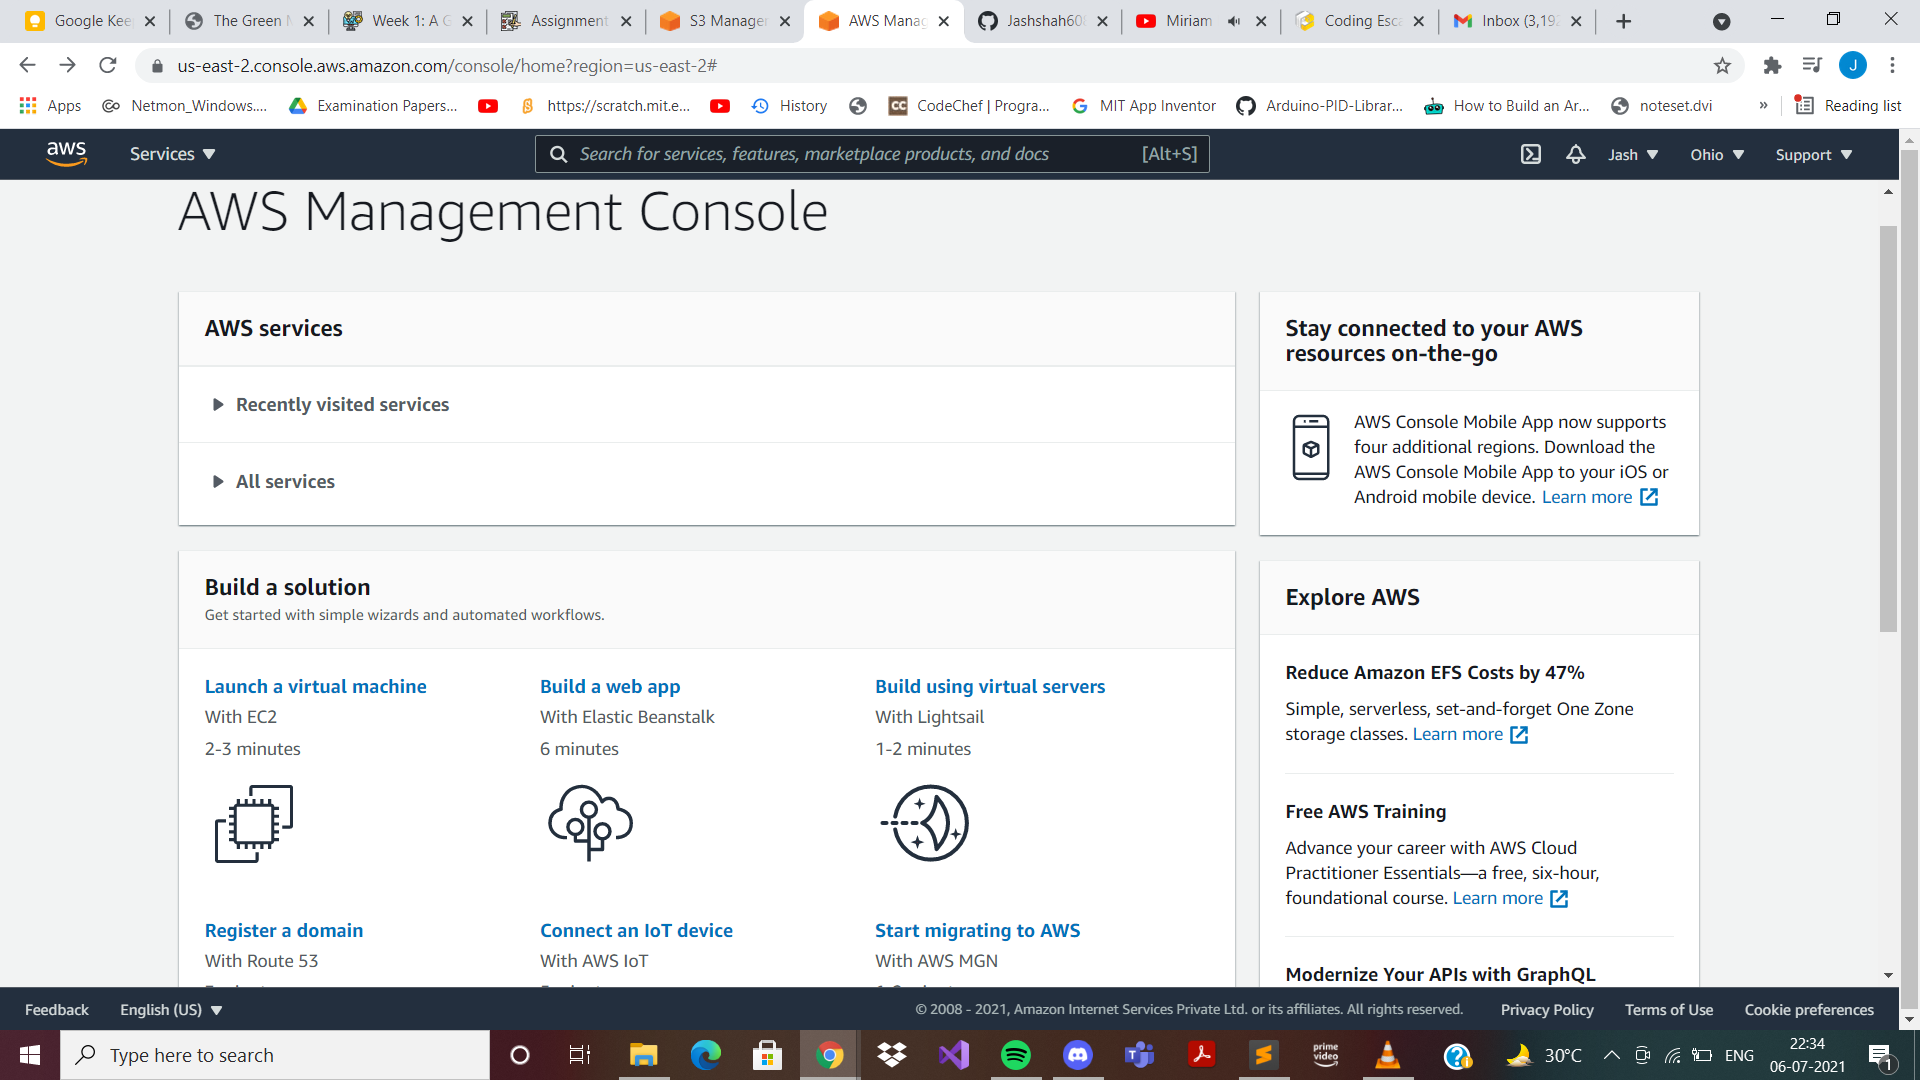 Google Kee
The Green M
Week 1: A G
Assignment
S3 Manager
AWS Manag
Jashshah60
Miriam
Coding Esca
Inbox (3,192
us-east-2.console.aws.amazon.com/console/home?region=us-east-2#
J
Apps
Netmon_Windows....
Examination Papers...
https://scratch.mit.e...
History
CodeChef | Progra...
MIT App Inventor
Arduino-PID-Librar...
How to Build an Ar...
noteset.dvi
»
Reading list
aws
Services
Search for services, features, marketplace products, and docs
[Alt+S]
Jash
Ohio
Support
AWS Management Console
AWS services
Recently visited services
All services
Stay connected to your AWS
resources on-the-go
AWS Console Mobile App now supports
four additional regions. Download the
AWS Console Mobile App to your iOS or
Android mobile device. Learn more
Build a solution
Get started with simple wizards and automated workflows.
Launch a virtual machine
With EC2
2-3 minutes
Build a web app
With Elastic Beanstalk
6 minutes
Build using virtual servers
With Lightsail
1-2 minutes
Register a domain
With Route 53
Connect an IoT device
With AWS IoT
Start migrating to AWS
With AWS MGN
Explore AWS
Reduce Amazon EFS Costs by 47%
Simple, serverless, set-and-forget One Zone
storage classes. Learn more
Free AWS Training
Advance your career with AWS Cloud
Practitioner Essentials—a free, six-hour,
foundational course. Learn more
Modernize Your APIs with GraphQL
Feedback
English (US)
© 2008 - 2021, Amazon Internet Services Private Ltd. or its affiliates. All rights reserved.
Privacy Policy
Terms of Use
Cookie preferences
Type here to search
prime
video
30°C
ENG
22:34
06-07-2021
1